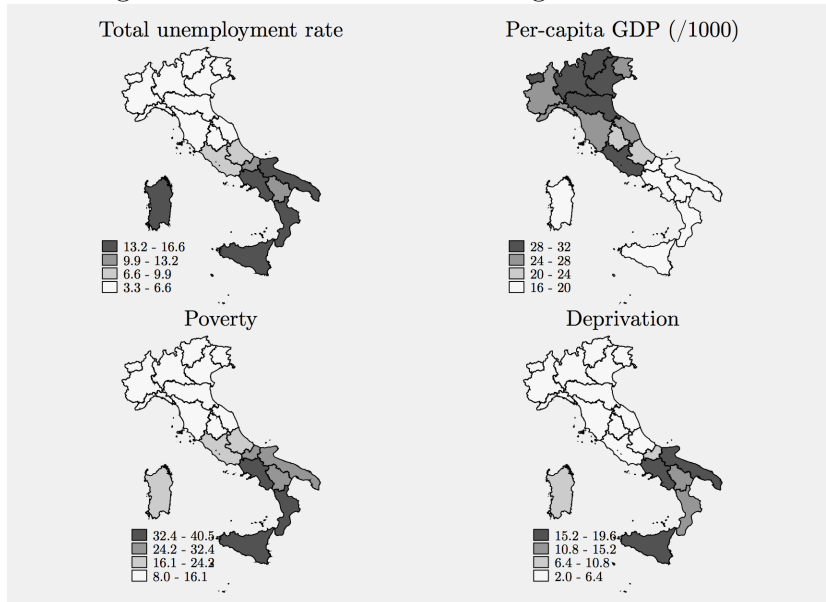 Total unemployment rate
13.2 - 16.6
9.9 - 13.2
6.6 - 9.9
3.3 - 6.6
Per-capita GDP (/1000)
28 - 32
24 - 28
20 - 24
16 - 20
Poverty
32.4 - 40.5
24.2 - 32.4
16.1 - 24.2
8.0 - 16.1
Deprivation
15.2 - 19.6
10.8 - 15.2
6.4 - 10.8
2.0 - 6.4